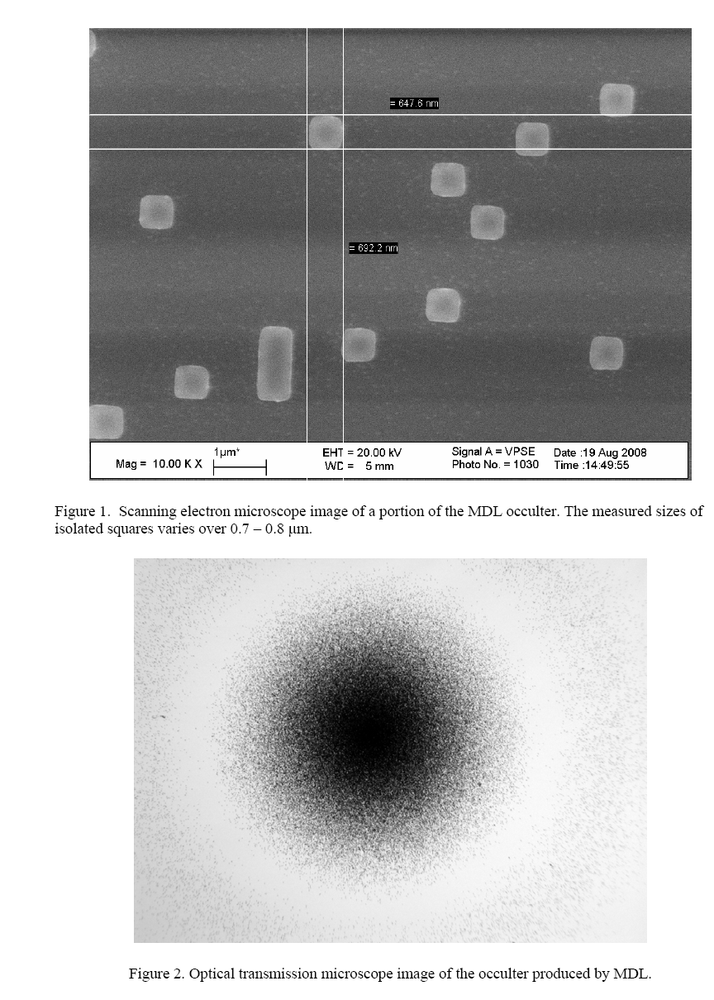 = 647.6 nm
= 692.2 nm
1µm*
Mag = 10.00 K X
EHT = 20.00 kV
WD = 5 mm
Signal A = VPSE
Photo No. = 1030
Date :19 Aug 2008
Time :14:49:55
Figure 1. Scanning electron microscope image of a portion of the MDL occulter. The measured sizes of
isolated squares varies over 0.7 – 0.8 µm.
Figure 2. Optical transmission microscope image of the occulter produced by MDL.